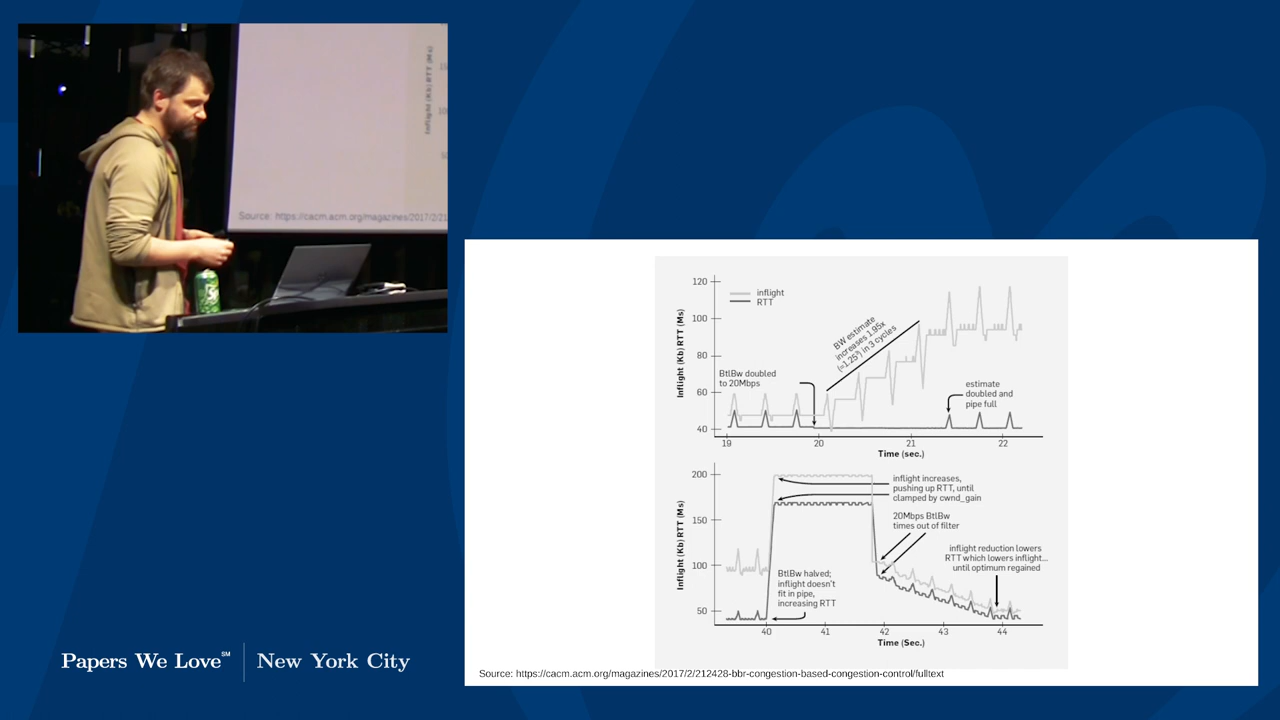 Inflight (Kb) RTT (Ms)
Source: https://cacm.acm.org/magazines/2017/2/21
120
100
80
60
40
Inflight (Kb) RTT (Ms)
inflight
RTT
BW estimate
increases 1.95x
(=1.25³) in 3 cycles
BtlBw doubled
to 20Mbps
estimate
doubled and
pipe full
19
20
21
22
Time (sec.)
200
150
100
50
Inflight (Kb) RTT (Ms)
inflight increases,
pushing up RTT, until
clamped by cwnd_gain
20Mbps BtlBw
times out of filter
inflight reduction lowers
RTT which lowers inflight...
until optimum regained
BtlBw halved;
inflight doesn't
fit in pipe,
increasing RTT
40
41
42
43
44
Time (Sec.)
Source: https://cacm.acm.org/magazines/2017/2/212428-bbr-congestion-based-congestion-control/fulltext
Papers We Love℠ | New York City